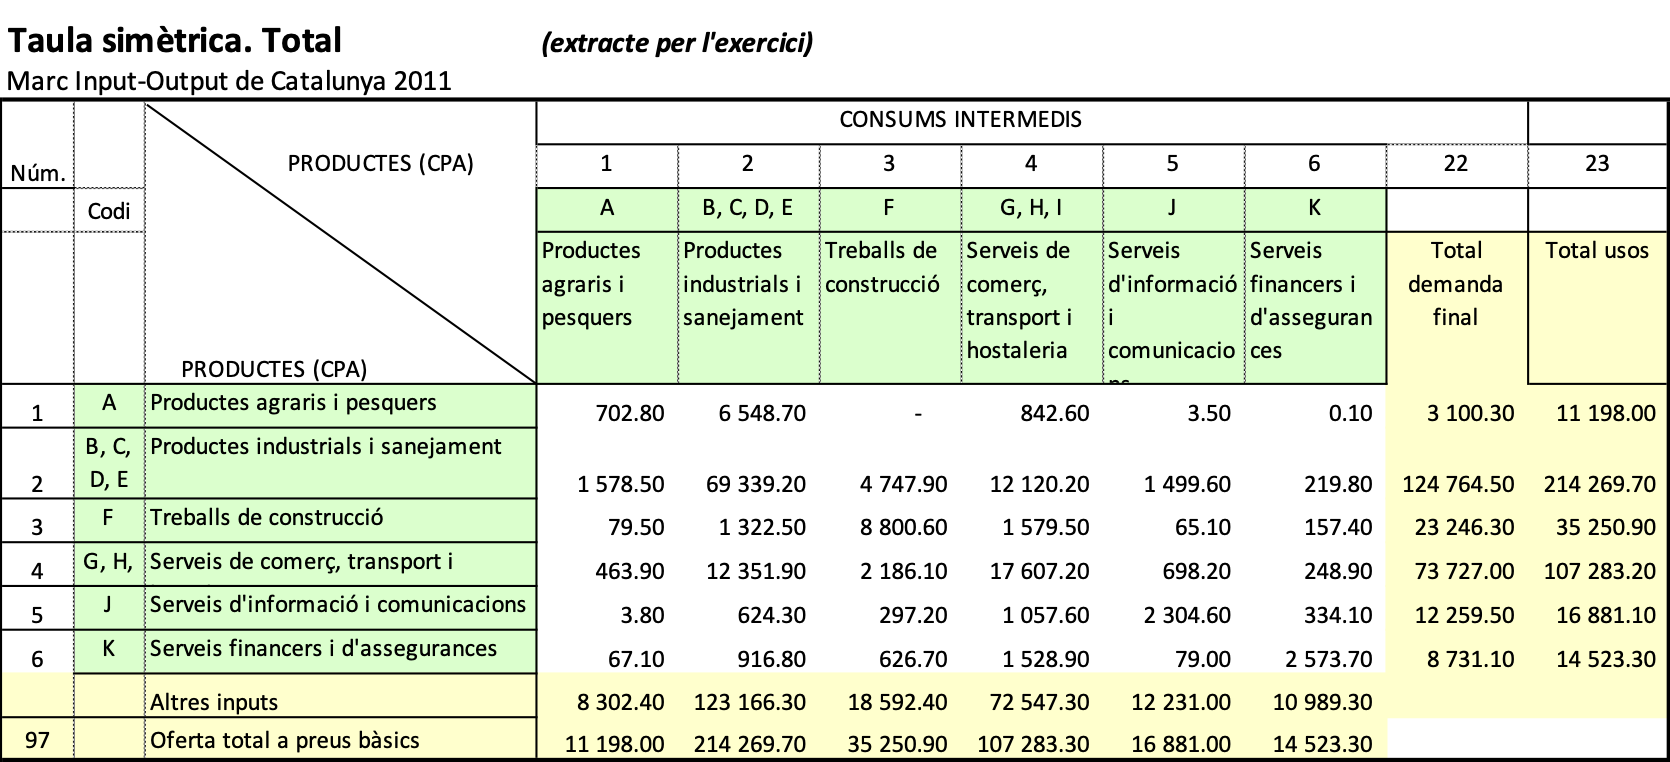 Taula simètrica. Total (extracte per l'exercici)
Marc Input-Output de Catalunya 2011
CONSUMS INTERMEDIS
Núm. PRODUCTES (CPA) 1 2 3 4 5 6 22 23
Codi A B, C, D, E F G, H, I J K
Productes Productes Treballs de Serveis de Serveis Serveis Total Total usos
agraris i industrials i construcció comerç, d'informació financers i demanda
pesquers sanejament transport i i d'asseguran final
hostaleria comunicacio ces
PRODUCTES (CPA)
1 A Productes agraris i pesquers 702.80 6 548.70 - 842.60 3.50 0.10 3 100.30 11 198.00
B, C, Productes industrials i sanejament
2 D, E 1 578.50 69 339.20 4 747.90 12 120.20 1 499.60 219.80 124 764.50 214 269.70
3 F Treballs de construcció 79.50 1 322.50 8 800.60 1 579.50 65.10 157.40 23 246.30 35 250.90
4 G, H, Serveis de comerç, transport i 463.90 12 351.90 2 186.10 17 607.20 698.20 248.90 73 727.00 107 283.20
5 J Serveis d'informació i comunicacions 3.80 624.30 297.20 1 057.60 2 304.60 334.10 12 259.50 16 881.10
6 K Serveis financers i d'assegurances 67.10 916.80 626.70 1 528.90 79.00 2 573.70 8 731.10 14 523.30
Altres inputs 8 302.40 123 166.30 18 592.40 72 547.30 12 231.00 10 989.30
97 Oferta total a preus bàsics 11 198.00 214 269.70 35 250.90 107 283.30 16 881.00 14 523.30